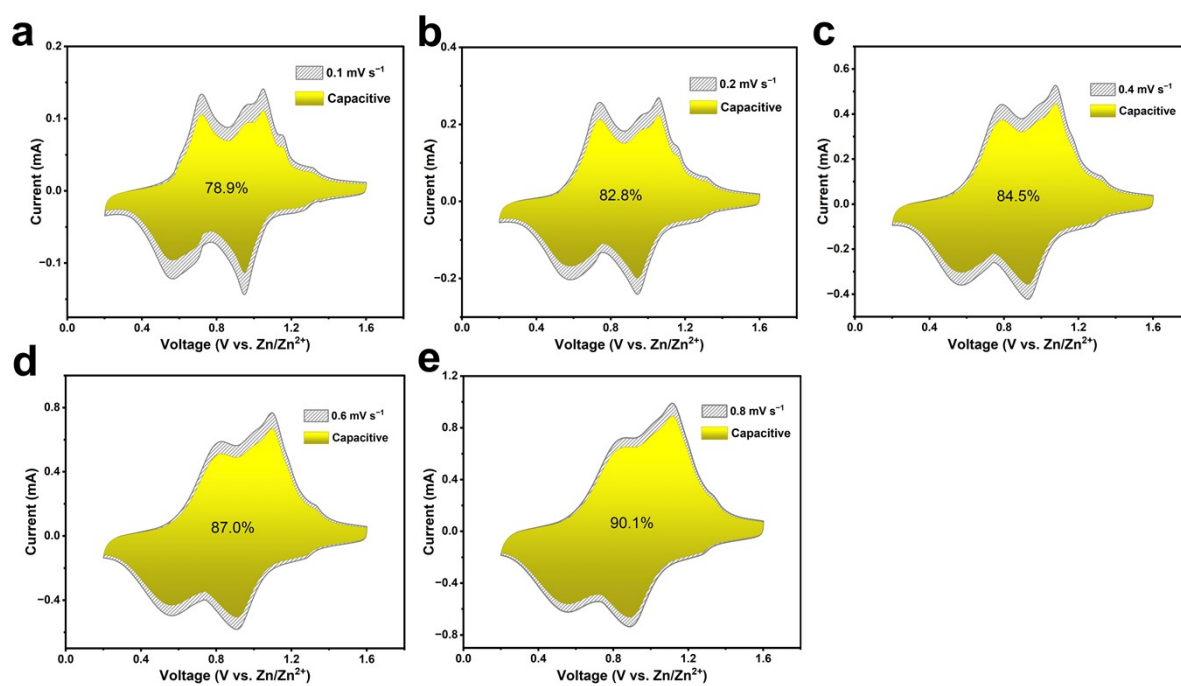 a
0.2
0.1
0.0
−0.1
Current (mA)
0.1 mV s⁻¹
Capacitive
78.9%
0.0 0.4 0.8 1.2 1.6
Voltage (V vs. Zn/Zn²⁺)
b
0.4
0.2
0.0
−0.2
Current (mA)
0.2 mV s⁻¹
Capacitive
82.8%
0.0 0.4 0.8 1.2 1.6
Voltage (V vs. Zn/Zn²⁺)
c
0.6
0.4
0.2
0.0
−0.2
−0.4
Current (mA)
0.4 mV s⁻¹
Capacitive
84.5%
0.0 0.4 0.8 1.2 1.6
Voltage (V vs. Zn/Zn²⁺)
d
0.8
0.4
0.0
−0.4
Current (mA)
0.6 mV s⁻¹
Capacitive
87.0%
0.0 0.4 0.8 1.2 1.6
Voltage (V vs. Zn/Zn²⁺)
e
1.2
0.8
0.4
0.0
−0.4
−0.8
Current (mA)
0.8 mV s⁻¹
Capacitive
90.1%
0.0 0.4 0.8 1.2 1.6
Voltage (V vs. Zn/Zn²⁺)